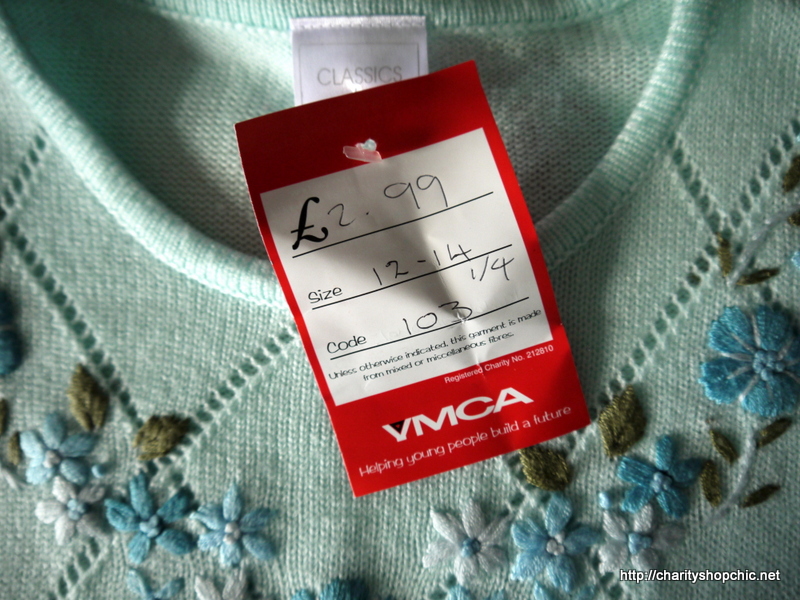 CLASSICS
£2.99
Size 12-14
1/4
Code 103
Unless otherwise indicated, this garment is made
from mixed or miscellaneous fibres.
Registered Charity No. 212810
YMCA
Helping young people build a future
http://charityshopchic.net